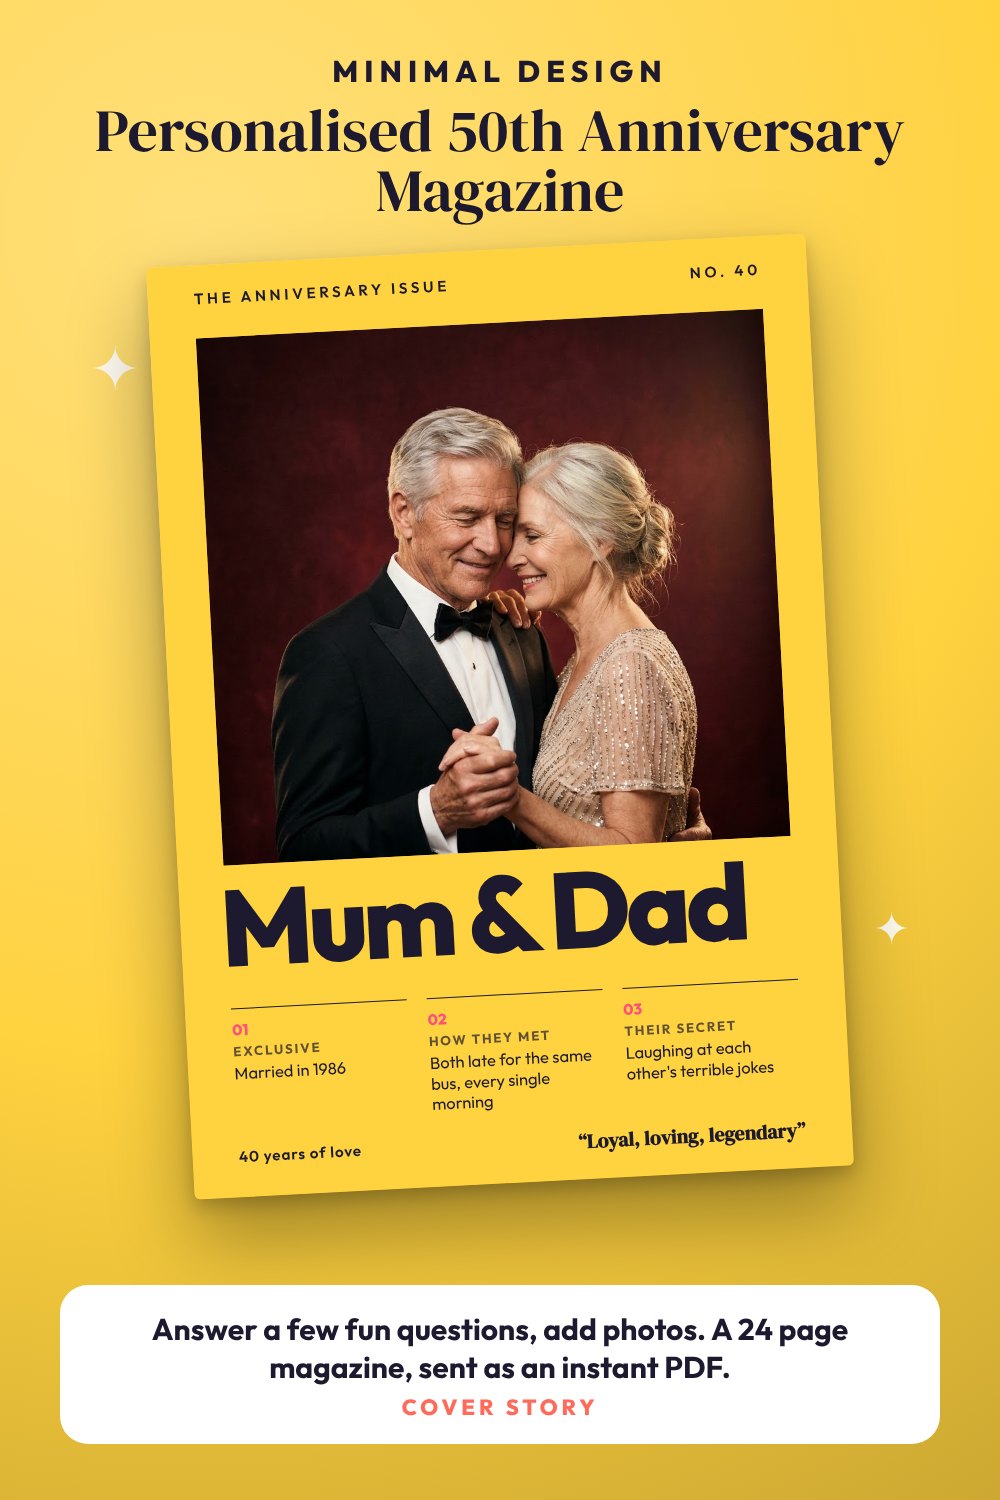 MINIMAL DESIGN
Personalised 50th Anniversary
Magazine
THE ANNIVERSARY ISSUE
NO. 40
Mum & Dad
01
EXCLUSIVE
Married in 1986
02
HOW THEY MET
Both late for the same
bus, every single
morning
03
THEIR SECRET
Laughing at each
other's terrible jokes
40 years of love
“Loyal, loving, legendary”
Answer a few fun questions, add photos. A 24 page
magazine, sent as an instant PDF.
COVER STORY